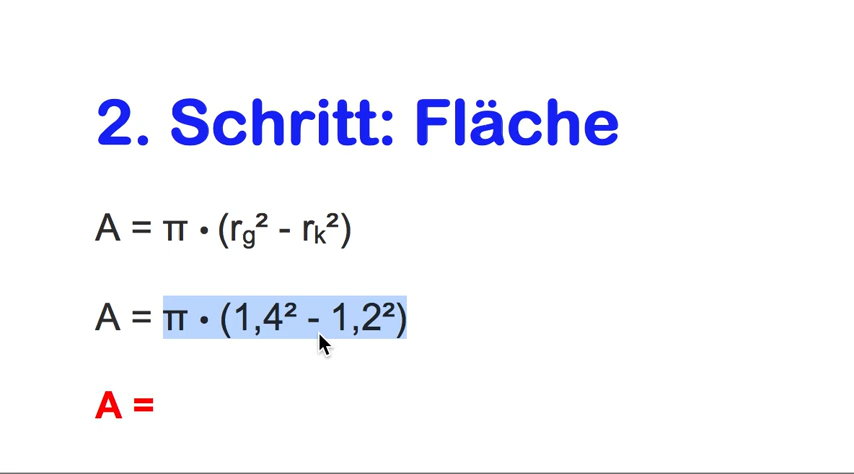 2. Schritt: Fläche
A = π · (rg² - rk²)
A = π · (1,4² - 1,2²)
A =